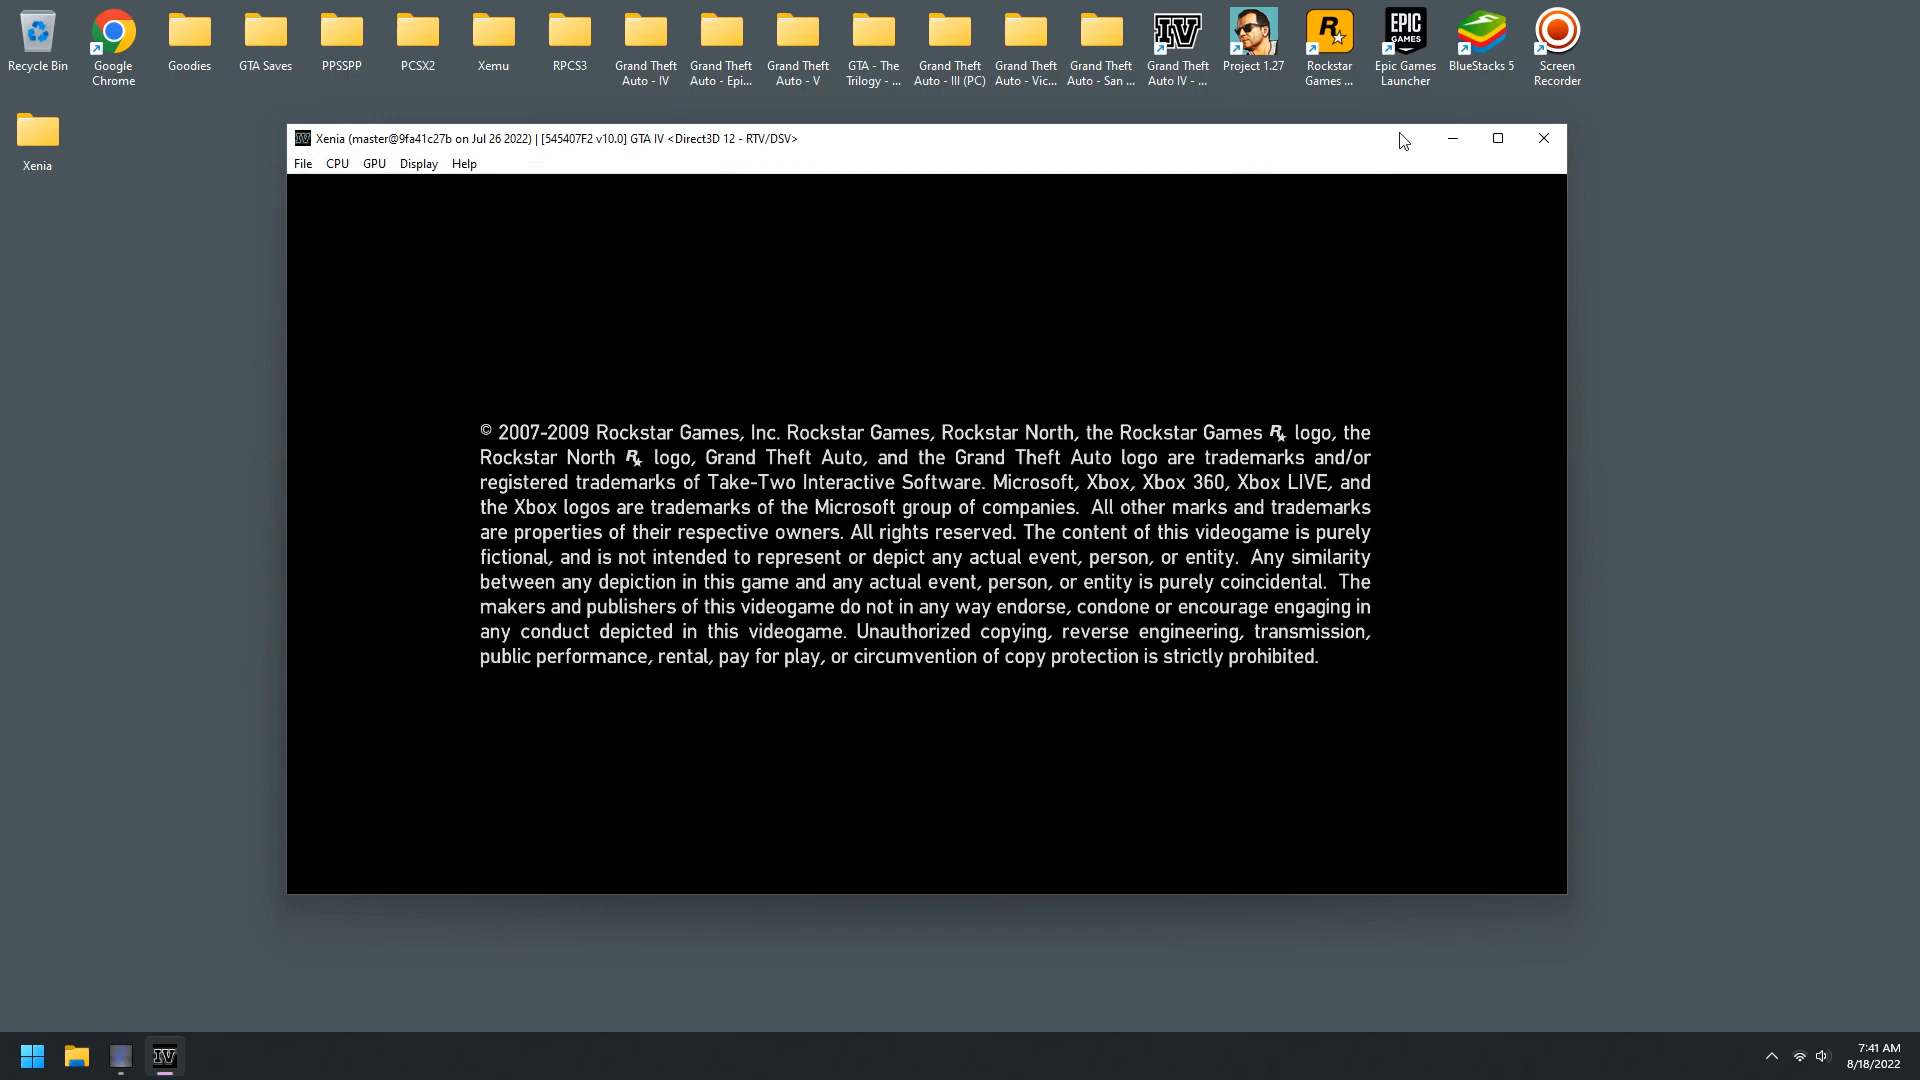 Recycle Bin
Google Chrome
Goodies
GTA Saves
PPSSPP
PCSX2
Xemu
RPCS3
Grand Theft Auto - IV
Grand Theft Auto - Epi...
Grand Theft Auto - V
GTA - The Trilogy - ...
Grand Theft Auto - III (PC)
Grand Theft Auto - Vic...
Grand Theft Auto - San ...
IV
Grand Theft Auto IV - ...
Project 1.27
R
Rockstar Games ...
EPIC GAMES
Epic Games Launcher
BlueStacks 5
Screen Recorder
Xenia
Xenia (master@9fa41c27b on Jul 26 2022) | [545407F2 v10.0] GTA IV <Direct3D 12 - RTV/DSV>
File CPU GPU Display Help
© 2007-2009 Rockstar Games, Inc. Rockstar Games, Rockstar North, the Rockstar Games R logo, the
Rockstar North R logo, Grand Theft Auto, and the Grand Theft Auto logo are trademarks and/or
registered trademarks of Take-Two Interactive Software. Microsoft, Xbox, Xbox 360, Xbox LIVE, and
the Xbox logos are trademarks of the Microsoft group of companies. All other marks and trademarks
are properties of their respective owners. All rights reserved. The content of this videogame is purely
fictional, and is not intended to represent or depict any actual event, person, or entity. Any similarity
between any depiction in this game and any actual event, person, or entity is purely coincidental. The
makers and publishers of this videogame do not in any way endorse, condone or encourage engaging in
any conduct depicted in this videogame. Unauthorized copying, reverse engineering, transmission,
public performance, rental, pay for play, or circumvention of copy protection is strictly prohibited.
IV
7:41 AM
8/18/2022